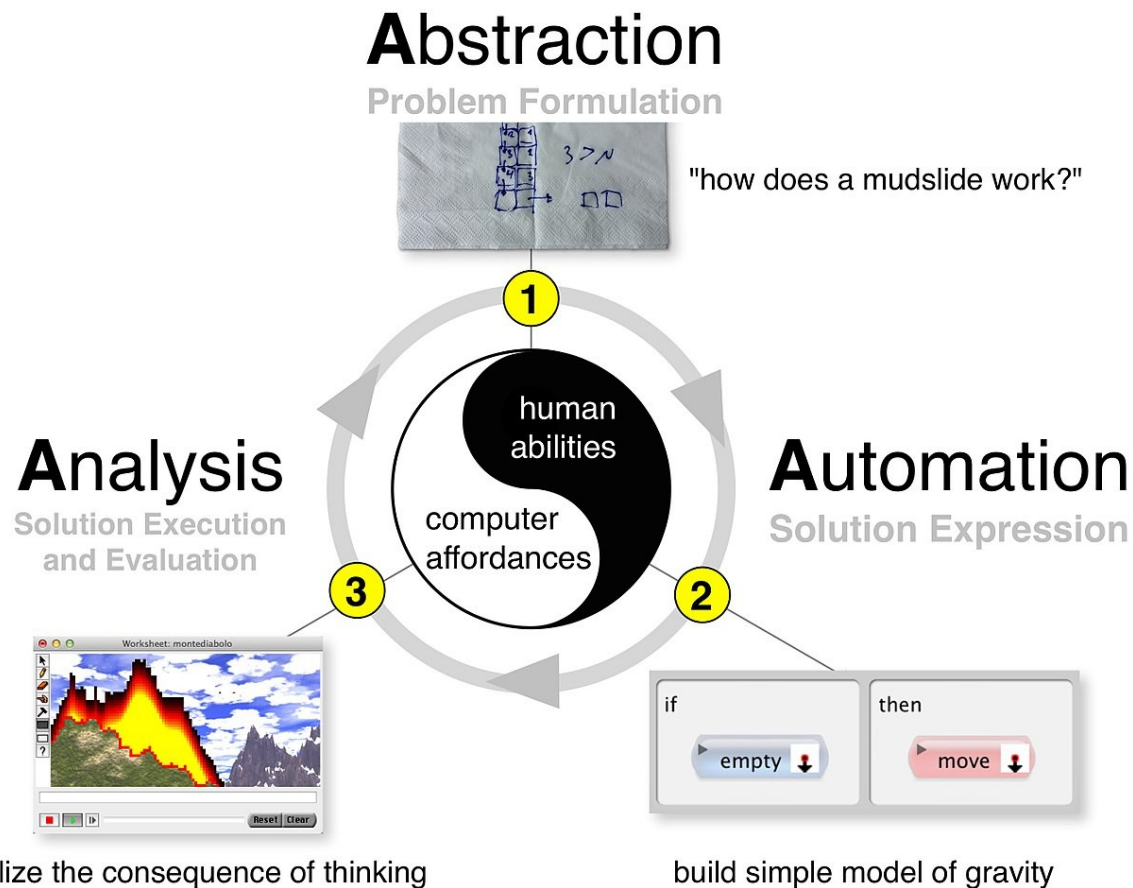 Abstraction
Problem Formulation
3 > N
"how does a mudslide work?"
1
human
abilities
Analysis
Solution Execution
and Evaluation
computer
affordances
Automation
Solution Expression
3
2
Worksheet: montediabolo
?
Reset Clear
if
empty
then
move
lize the consequence of thinking
build simple model of gravity